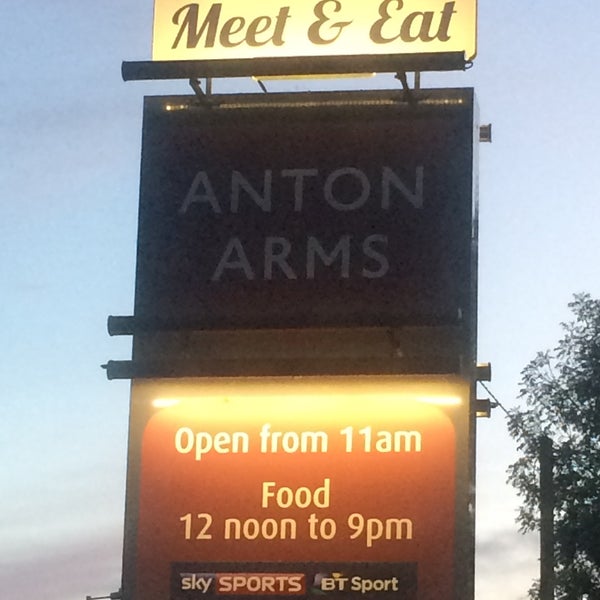 Meet & Eat
ANTON
ARMS
Open from 11am
Food
12 noon to 9pm
sky SPORTS BT Sport